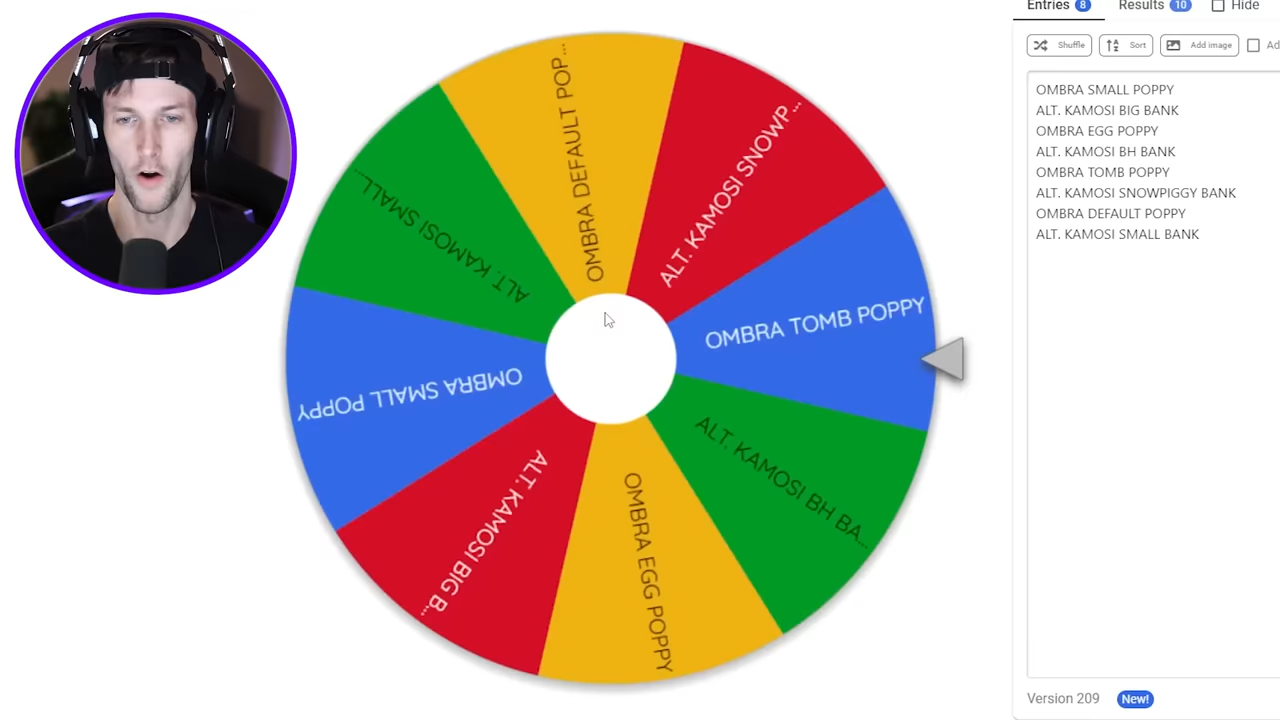 Entries 8
Results 10
Hide
Shuffle
Sort
Add image
Ad
OMBRA SMALL POPPY
ALT. KAMOSI BIG BANK
OMBRA EGG POPPY
ALT. KAMOSI BH BANK
OMBRA TOMB POPPY
ALT. KAMOSI SNOWPIGGY BANK
OMBRA DEFAULT POPPY
ALT. KAMOSI SMALL BANK
OMBRA DEFAULT POP...
ALT. KAMOSI SNOWP...
OMBRA TOMB POPPY
ALT. KAMOSI BH BA...
OMBRA EGG POPPY
ALT. KAMOSI BIG B...
OMBRA SMALL POPPY
ALT. KAMOSI SMALL...
Version 209
New!